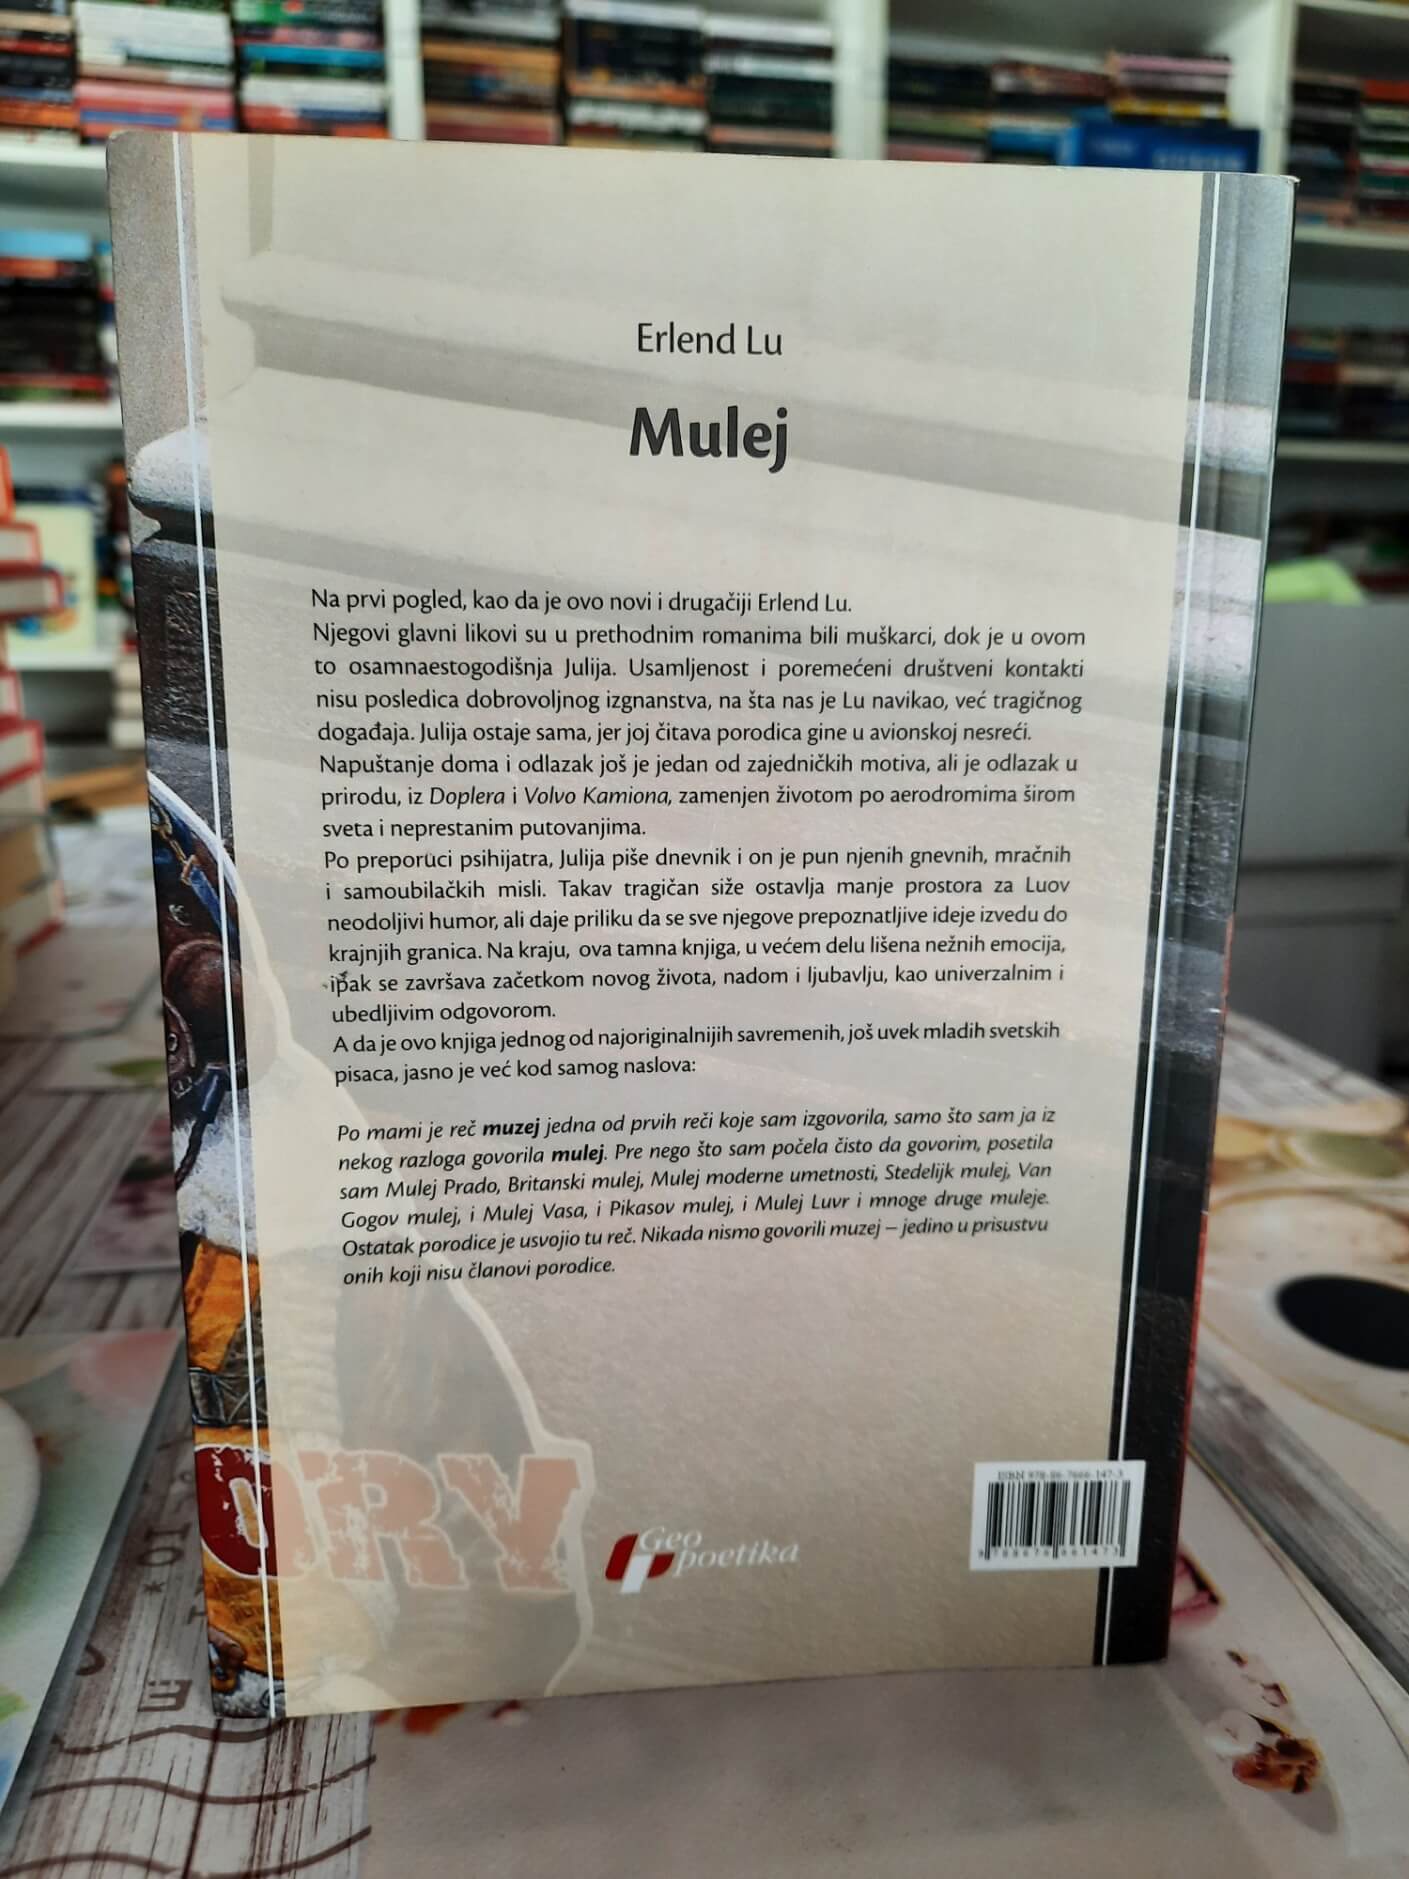 Erlend Lu
Mulej
Na prvi pogled, kao da je ovo novi i drugačiji Erlend Lu.
Njegovi glavni likovi su u prethodnim romanima bili muškarci, dok je u ovom
to osamnaestogodišnja Julija. Usamljenost i poremećeni društveni kontakti
nisu posledica dobrovoljnog izgnanstva, na šta nas je Lu navikao, već tragičnog
događaja. Julija ostaje sama, jer joj čitava porodica gine u avionskoj nesreći.
Napuštanje doma i odlazak još je jedan od zajedničkih motiva, ali je odlazak u
prirodu, iz Doplera i Volvo Kamiona, zamenjen životom po aerodromima širom
sveta i neprestanim putovanjima.
Po preporuci psihijatra, Julija piše dnevnik i on je pun njenih gnevnih, mračnih
i samoubilačkih misli. Takav tragičan siže ostavlja manje prostora za Luov
neodoljivi humor, ali daje priliku da se sve njegove prepoznatljive ideje izvedu do
krajnjih granica. Na kraju, ova tamna knjiga, u većem delu lišena nežnih emocija,
ipak se završava začetkom novog života, nadom i ljubavlju, kao univerzalnim i
ubedljivim odgovorom.
A da je ovo knjiga jednog od najoriginalnijih savremenih, još uvek mladih svetskih
pisaca, jasno je već kod samog naslova:
Po mami je reč muzej jedna od prvih reči koje sam izgovorila, samo što sam ja iz
nekog razloga govorila mulej. Pre nego što sam počela čisto da govorim, posetila
sam Mulej Prado, Britanski mulej, Mulej moderne umetnosti, Stedelijk mulej, Van
Gogov mulej, i Mulej Vasa, i Pikasov mulej, i Mulej Luvr i mnoge druge muleje.
Ostatak porodice je usvojio tu reč. Nikada nismo govorili muzej – jedino u prisustvu
onih koji nisu članovi porodice.
ORY
Geo
poetika
ISBN 978-86-7666-147-3
9 788676 661473